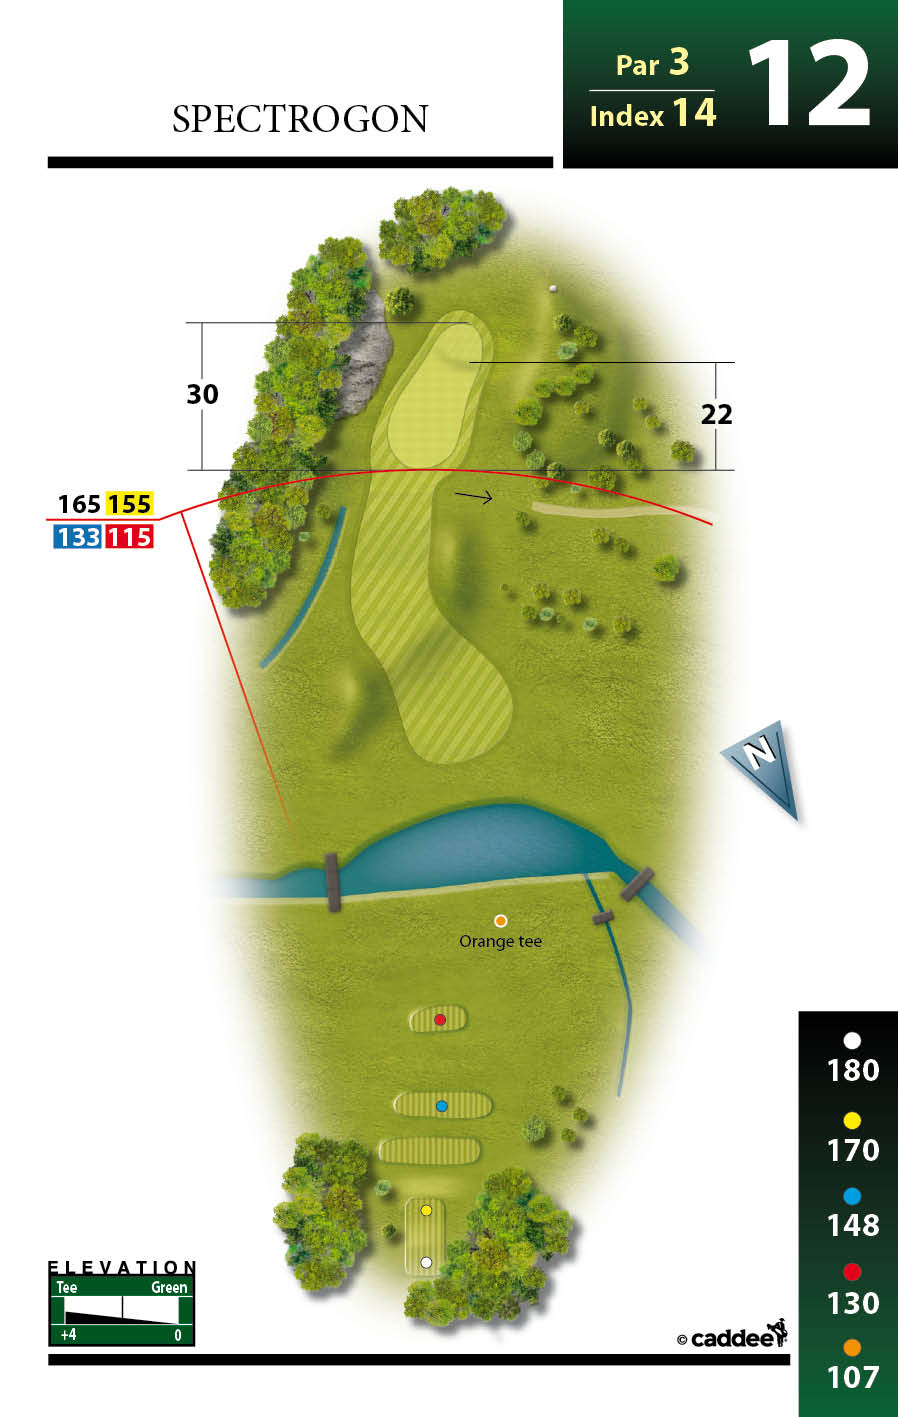 SPECTROGON
Par 3
Index 14
12
30
22
165 155
133 115
N
Orange tee
180
170
148
130
107
ELEVATION
Tee Green
+4 0
© caddee